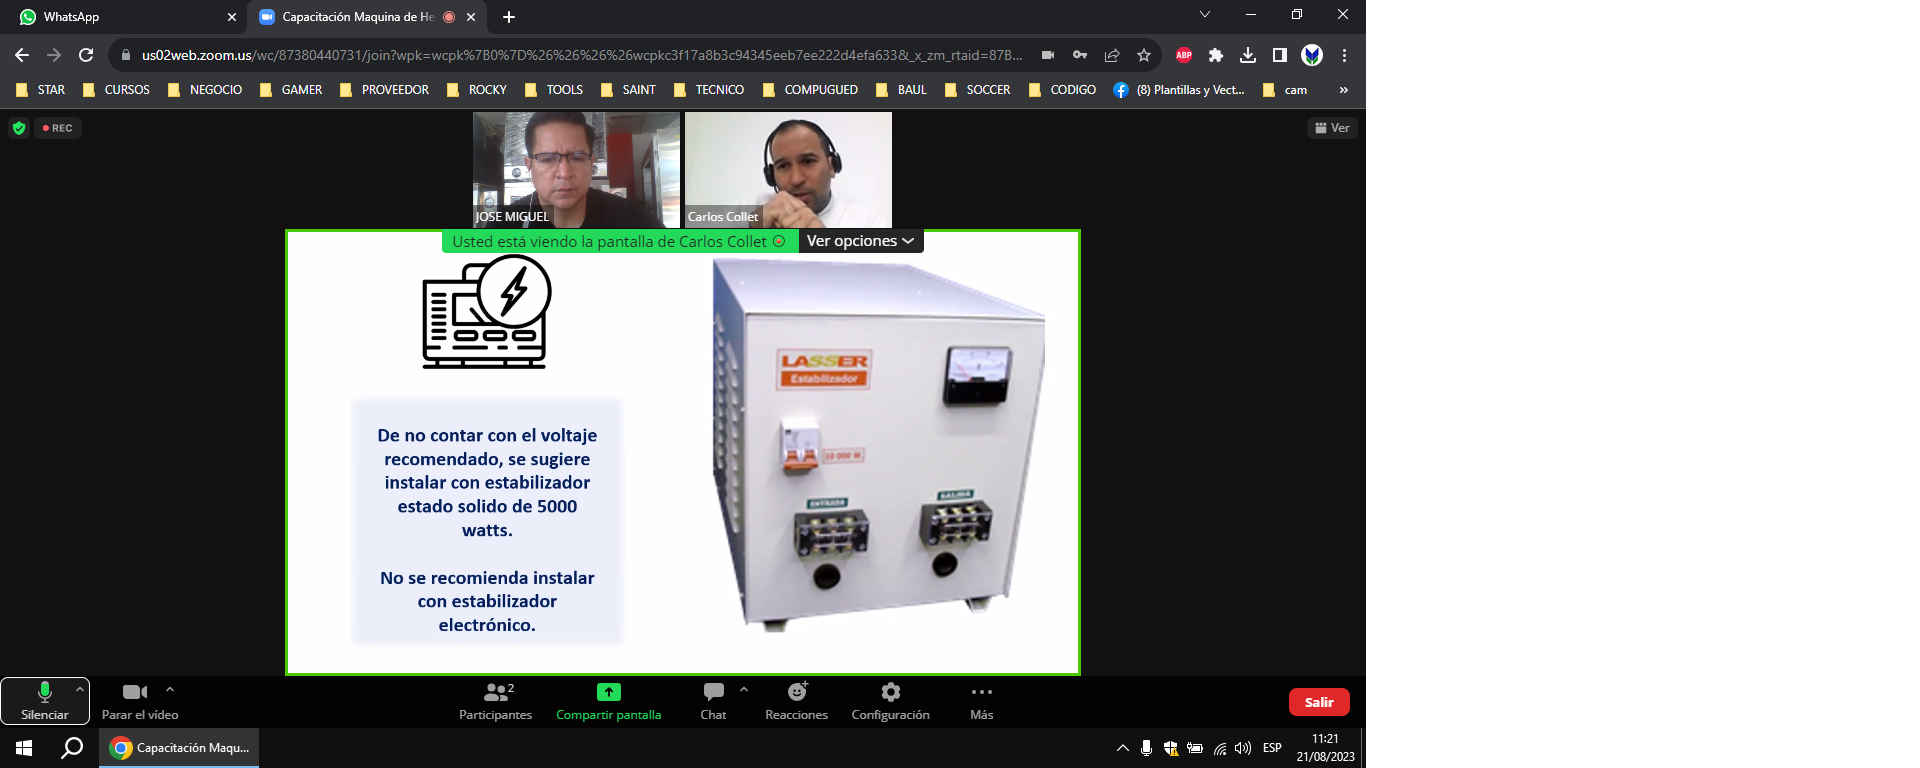 WhatsApp
Capacitación Maquina de He
us02web.zoom.us/wc/87380440731/join?wpk=wcpk%7B0%7D%26%26%26%26wcpkc3f17a8b3c94345eeb7ee222d4efa633&_x_zm_rtaid=87B...
ABP
STAR
CURSOS
NEGOCIO
GAMER
PROVEEDOR
ROCKY
TOOLS
SAINT
TECNICO
COMPUGUED
BAUL
SOCCER
CODIGO
(8) Plantillas y Vect...
cam
REC
Ver
JOSE MIGUEL
Carlos Collet
Usted está viendo la pantalla de Carlos Collet
Ver opciones
De no contar con el voltaje
recomendado, se sugiere
instalar con estabilizador
estado solido de 5000
watts.
No se recomienda instalar
con estabilizador
electrónico.
LASSER
Estabilizador
10 000 W.
ENTRADA
SALIDA
Silenciar
Parar el vídeo
2
Participantes
Compartir pantalla
Chat
Reacciones
Configuración
Más
Salir
Capacitación Maqu...
ESP
11:21
21/08/2023